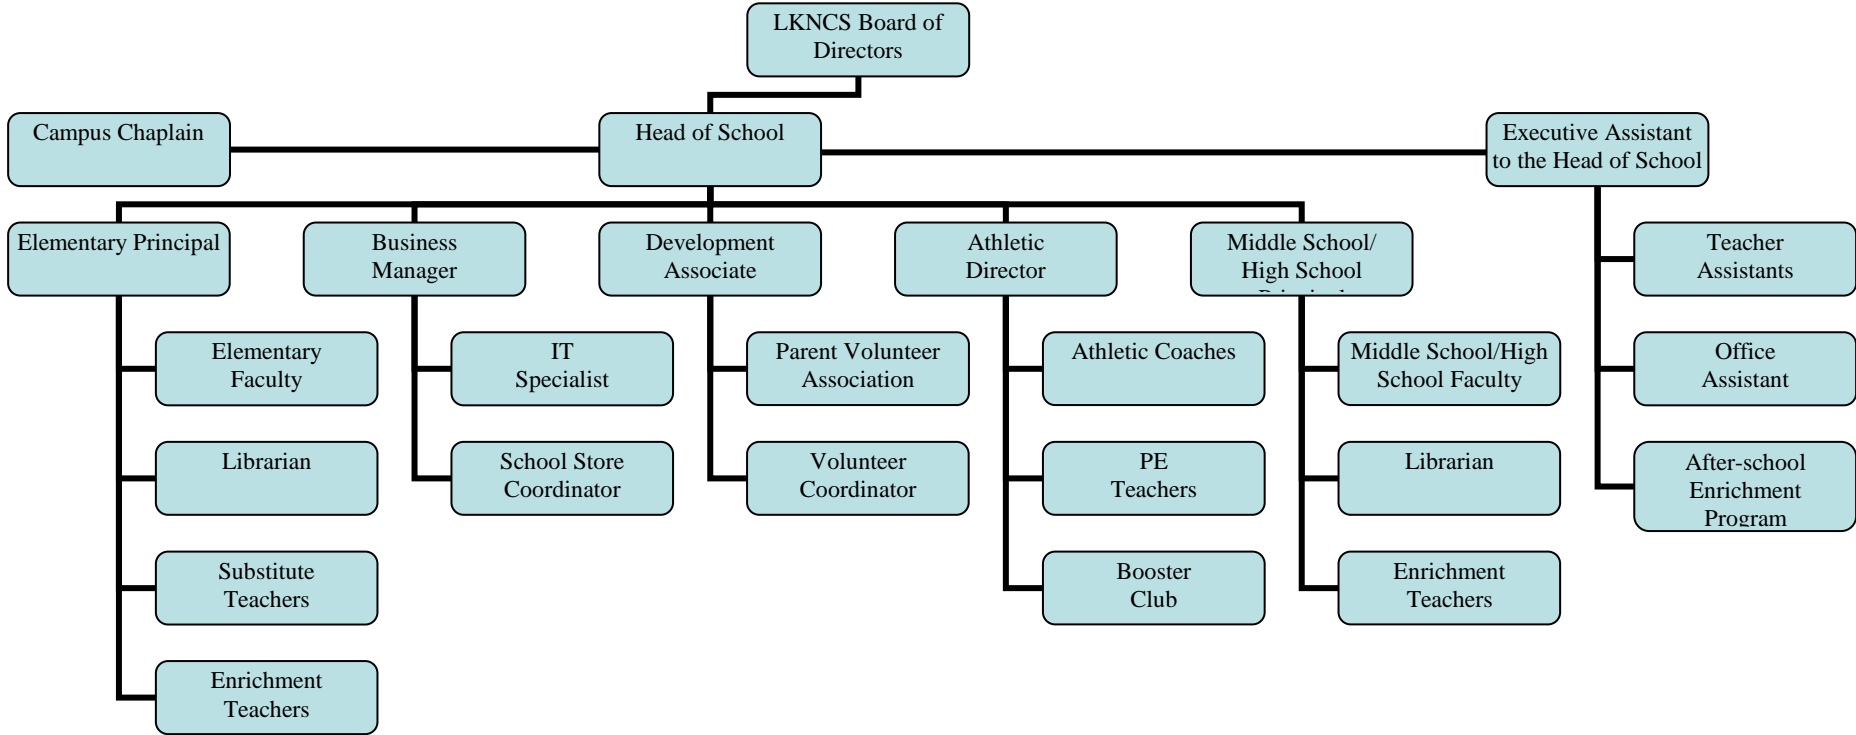 LKNCS Board of
Directors
Campus Chaplain
Head of School
Executive Assistant
to the Head of School
Elementary Principal
Business
Manager
Development
Associate
Athletic
Director
Middle School/
High School
Teacher
Assistants
Elementary
Faculty
IT
Specialist
Parent Volunteer
Association
Athletic Coaches
Middle School/High
School Faculty
Office
Assistant
Librarian
School Store
Coordinator
Volunteer
Coordinator
PE
Teachers
Librarian
After-school
Enrichment
Program
Substitute
Teachers
Booster
Club
Enrichment
Teachers
Enrichment
Teachers